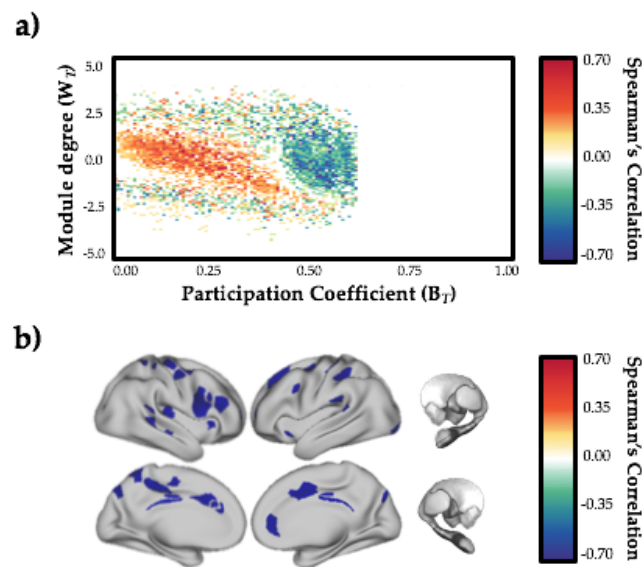 a)
5.0
2.5
0.0
-2.5
-5.0
Module degree (W_T)
0.00 0.25 0.50 0.75 1.00
Participation Coefficient (B_T)
0.70
0.35
0.00
-0.35
-0.70
Spearman's Correlation
b)
0.70
0.35
0.00
-0.35
-0.70
Spearman's Correlation